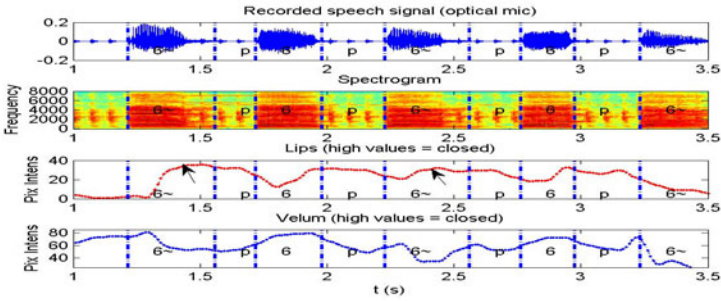 Recorded speech signal (optical mic)
0.2
0
-0.2
6~ p 6 p 6~ p 6 p 6~
1 1.5 2 2.5 3 3.5
Spectrogram
Frequency
8000
6000
4000
2000
0
6~ p 6 p 6~ p 6 p 6~
1 1.5 2 2.5 3 3.5
Lips (high values = closed)
Pix Intens
40
20
0
6~ p 6 p 6~ p 6 p 6~
1 1.5 2 2.5 3 3.5
Velum (high values = closed)
Pix Intens
80
60
40
6~ p 6 p 6~ p 6 p 6~
1 1.5 2 2.5 3 3.5
t (s)